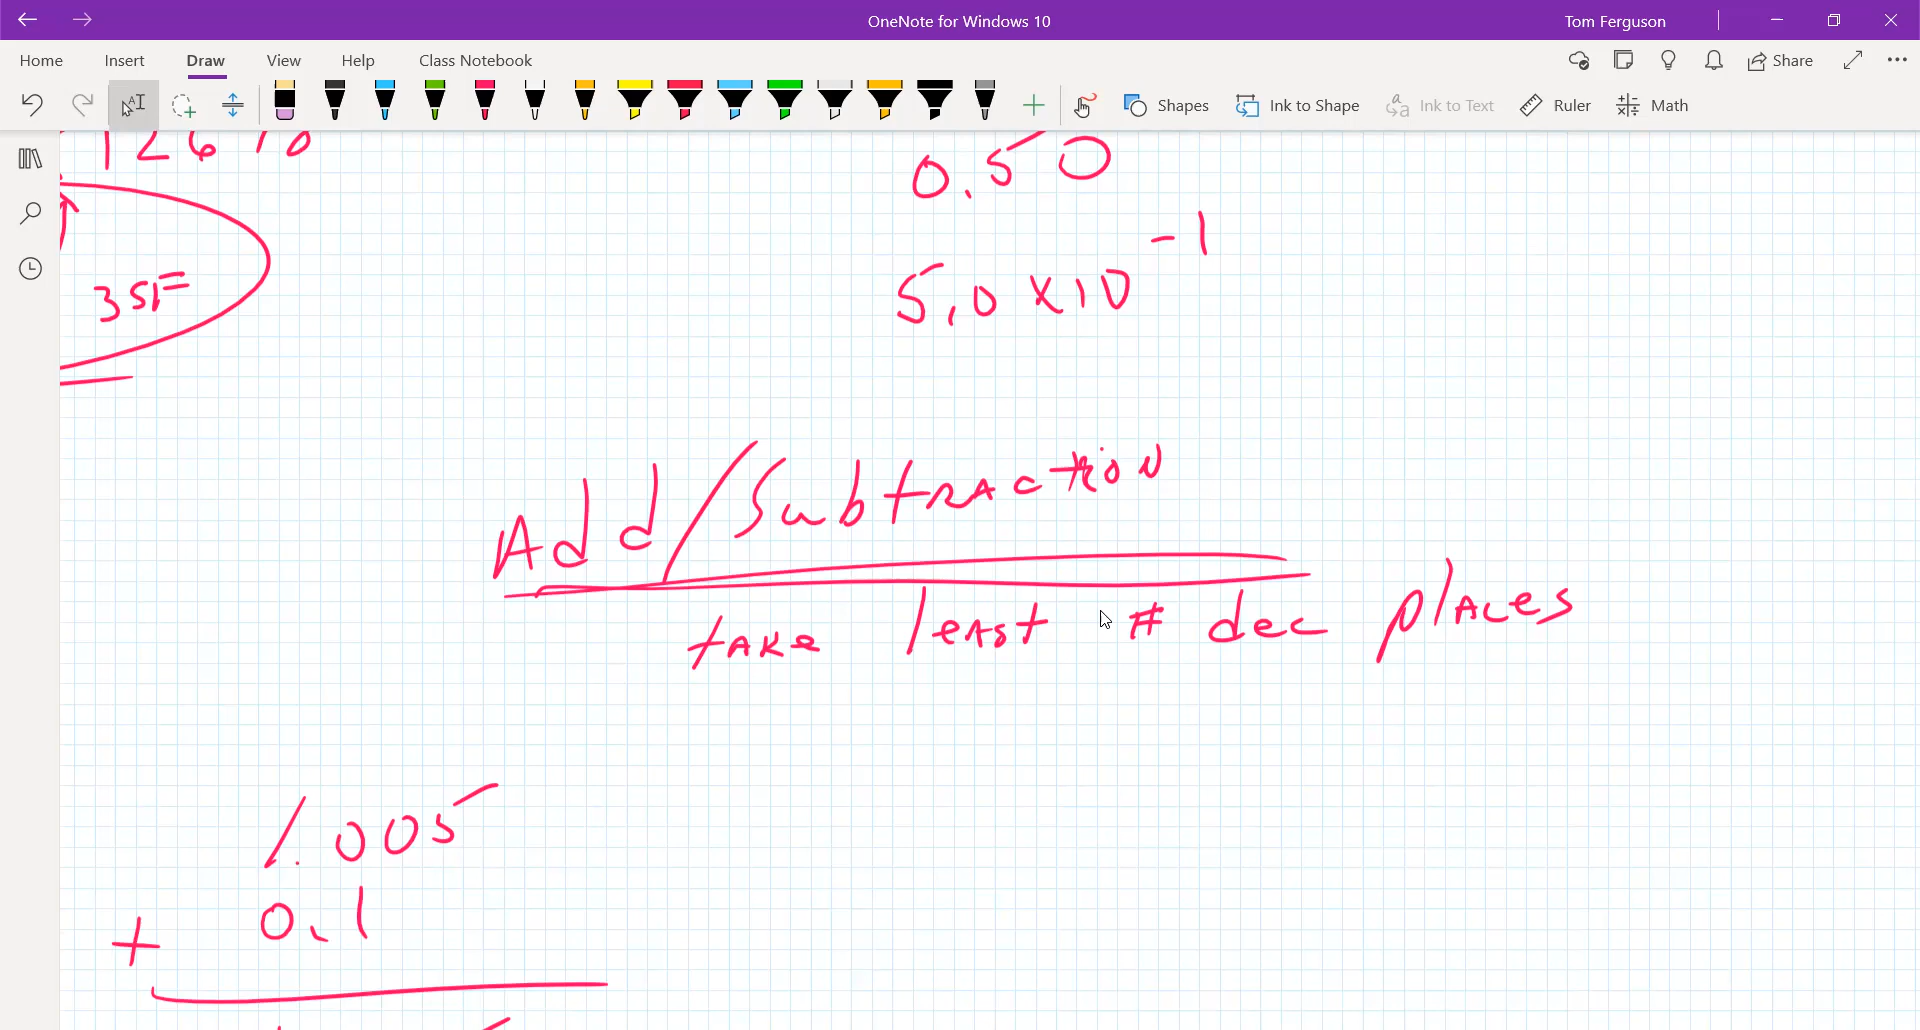 OneNote for Windows 10
Tom Ferguson
Home Insert Draw View Help Class Notebook
Share
Shapes Ink to Shape Ink to Text Ruler Math
0.50
3SF
5.0 x10-1
Add/Subtraction
take least # dec places
1.005
+ 0.1